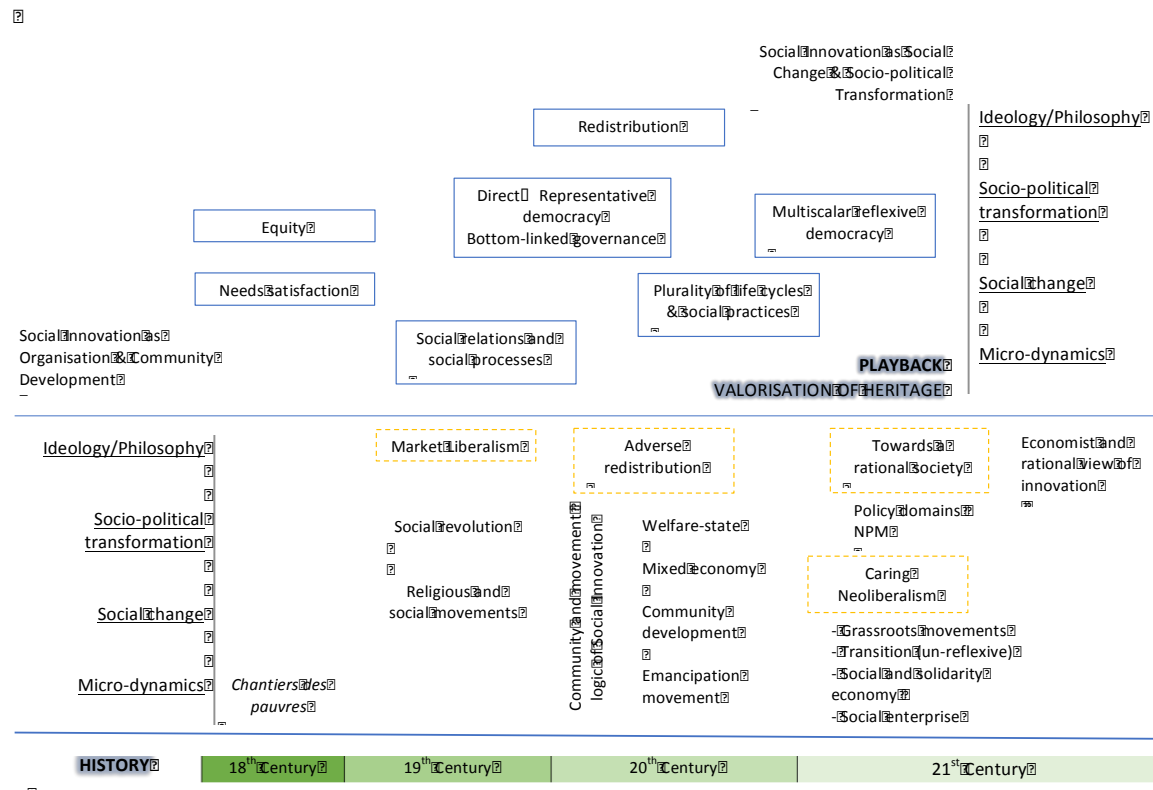 Social Innovation as Social
Change & Socio-political
Transformation
Redistribution
Ideology/Philosophy
Direct Representative
democracy
Bottom-linked governance
Socio-political
transformation
Equity
Multiscalar reflexive
democracy
Needs satisfaction
Plurality of life cycles
& social practices
Social change
Social Innovation as
Organisation & Community
Development
Social relations and
social processes
Micro-dynamics
PLAYBACK
VALORISATION OF HERITAGE
Ideology/Philosophy
Market Liberalism
Adverse
redistribution
Towards a
rational society
Economist and
rational view of
innovation
Socio-political
transformation
Social revolution
Community and movement
logic of Social Innovation
Welfare-state
Policy domains
NPM
Mixed economy
Caring
Neoliberalism
Social change
Religious and
social movements
Community
development
- Grassroots movements
- Transition (un-reflexive)
- Social and solidarity
economy
- Social enterprise
Micro-dynamics
Chantiers des
pauvres
Emancipation
movement
HISTORY
18th Century
19th Century
20th Century
21st Century